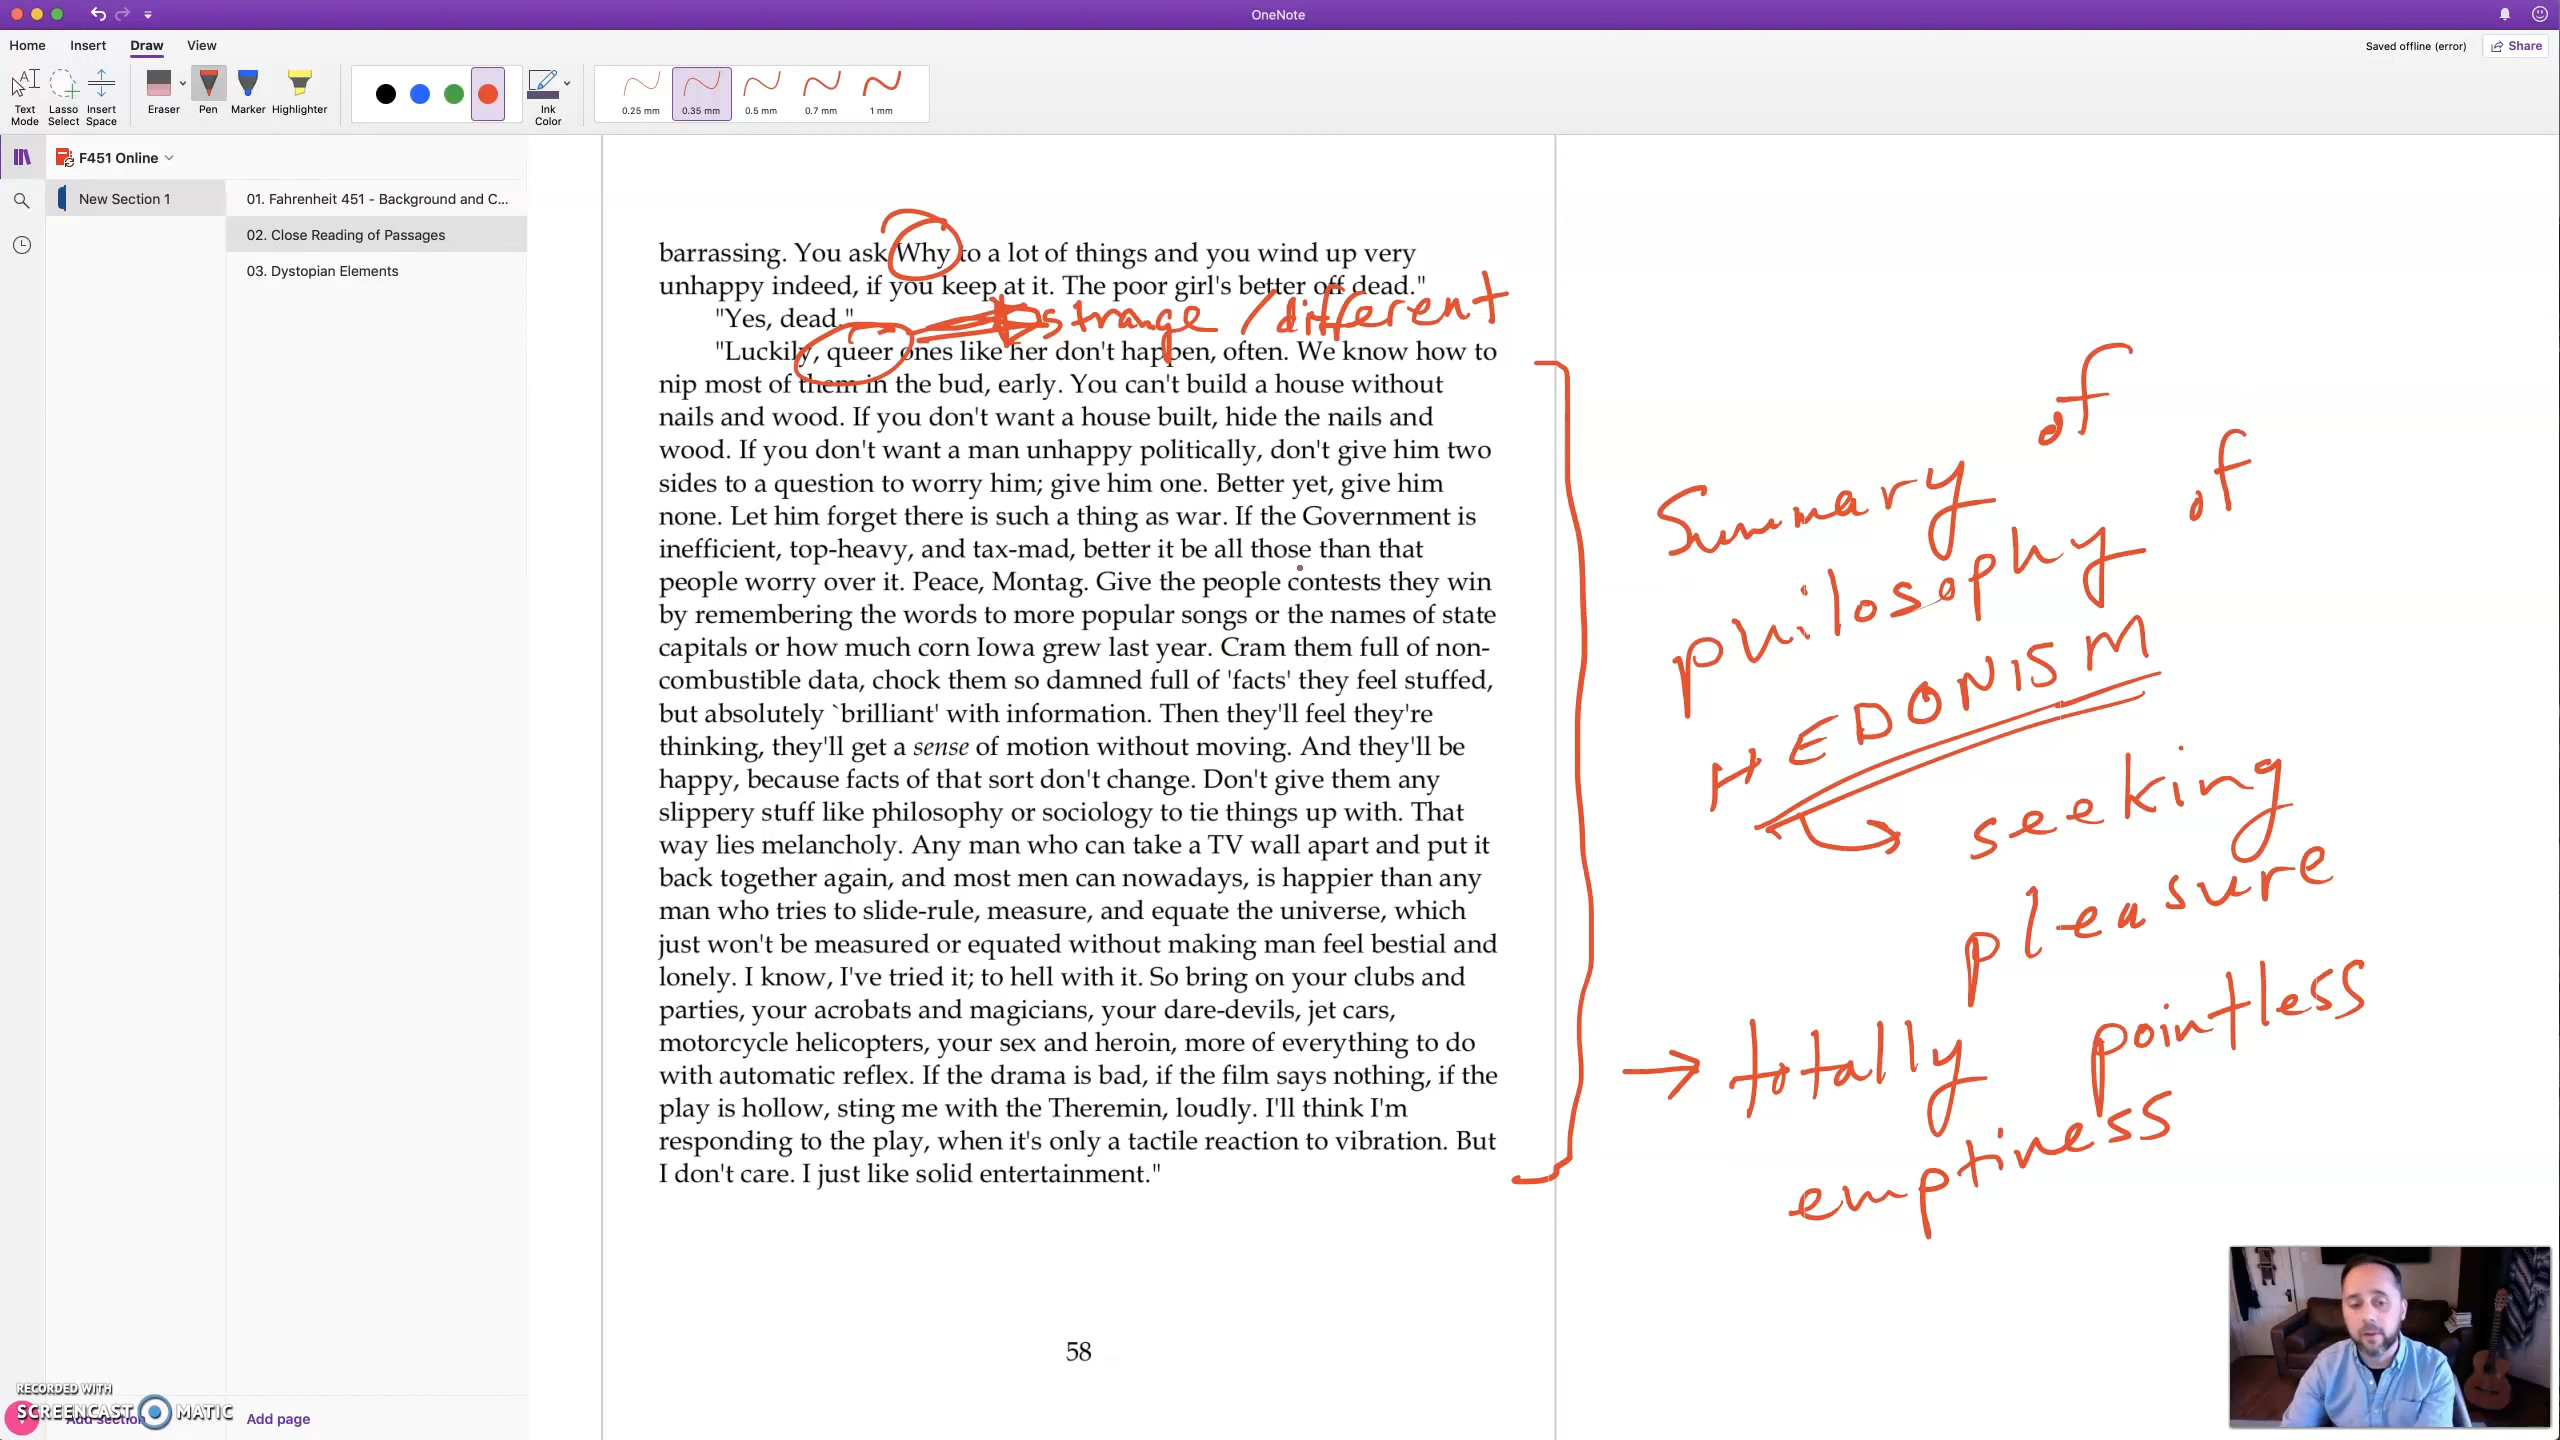 OneNote
Home Insert Draw View
Saved offline (error) Share
Text Mode
Lasso Select
Insert Space
Eraser
Pen
Marker
Highlighter
Ink Color
0.25 mm 0.35 mm 0.5 mm 0.7 mm 1 mm
F451 Online
New Section 1
01. Fahrenheit 451 - Background and C...
02. Close Reading of Passages
03. Dystopian Elements
barrassing. You ask Why to a lot of things and you wind up very
unhappy indeed, if you keep at it. The poor girl's better off dead."
"Yes, dead."
strange / different
"Luckily, queer ones like her don't happen, often. We know how to
nip most of them in the bud, early. You can't build a house without
nails and wood. If you don't want a house built, hide the nails and
wood. If you don't want a man unhappy politically, don't give him two
sides to a question to worry him; give him one. Better yet, give him
none. Let him forget there is such a thing as war. If the Government is
inefficient, top-heavy, and tax-mad, better it be all those than that
people worry over it. Peace, Montag. Give the people contests they win
by remembering the words to more popular songs or the names of state
capitals or how much corn Iowa grew last year. Cram them full of non-
combustible data, chock them so damned full of 'facts' they feel stuffed,
but absolutely `brilliant' with information. Then they'll feel they're
thinking, they'll get a sense of motion without moving. And they'll be
happy, because facts of that sort don't change. Don't give them any
slippery stuff like philosophy or sociology to tie things up with. That
way lies melancholy. Any man who can take a TV wall apart and put it
back together again, and most men can nowadays, is happier than any
man who tries to slide-rule, measure, and equate the universe, which
just won't be measured or equated without making man feel bestial and
lonely. I know, I've tried it; to hell with it. So bring on your clubs and
parties, your acrobats and magicians, your dare-devils, jet cars,
motorcycle helicopters, your sex and heroin, more of everything to do
with automatic reflex. If the drama is bad, if the film says nothing, if the
play is hollow, sting me with the Theremin, loudly. I'll think I'm
responding to the play, when it's only a tactile reaction to vibration. But
I don't care. I just like solid entertainment."
58
Summary of
philosophy of
HEDONISM
seeking
pleasure
→ totally pointless
emptiness
RECORDED WITH
SCREENCAST MATIC
Add section
Add page